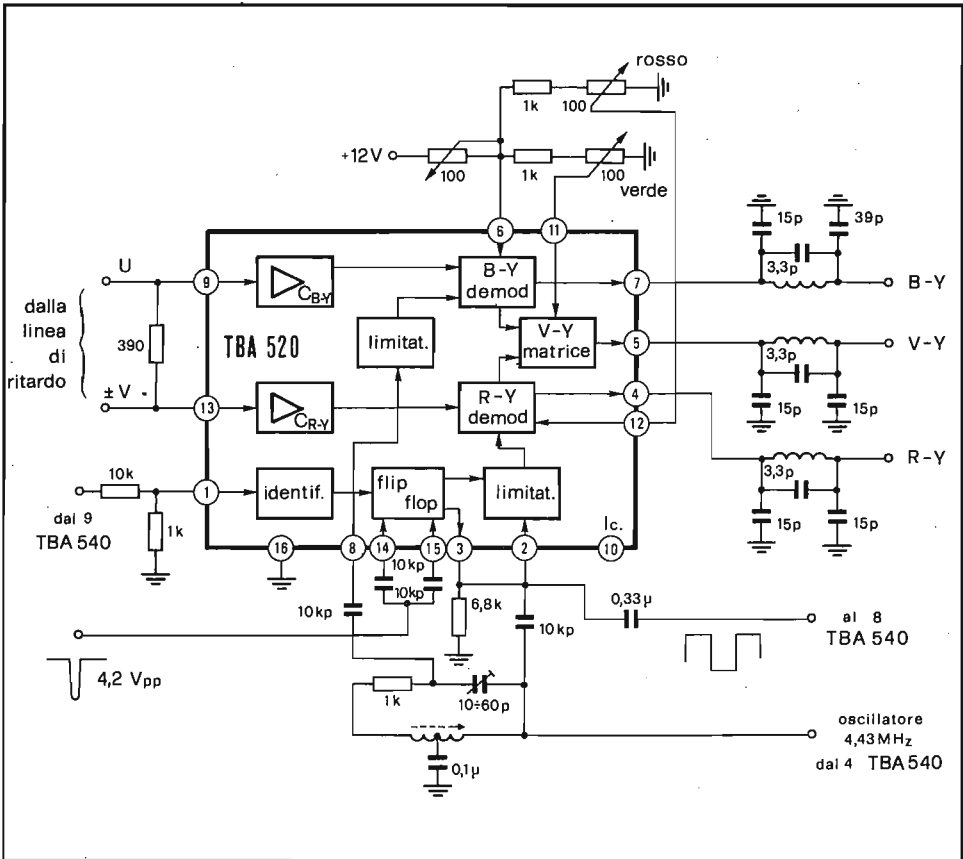 rosso
1k
100
+12V
100
1k
100
verde
6
11
15p
39p
3,3p
U
9
C B-Y
B-Y
demod
7
B-Y
dalla
linea
di
ritardo
390
TBA 520
limitat.
V-Y
matrice
5
V-Y
3,3p
± V
13
C R-Y
R-Y
demod
4
12
15p
15p
R-Y
10k
1
identif.
flip
flop
limitat.
3,3p
dal 9
TBA 540
1k
Ic.
15p
15p
16
8
14
15
3
2
10
10kp
10kp
10kp
6,8k
10kp
0,33µ
al 8
TBA 540
4,2 Vpp
1k
10÷60p
oscillatore
4,43MHz
dal 4 TBA 540
0,1µ